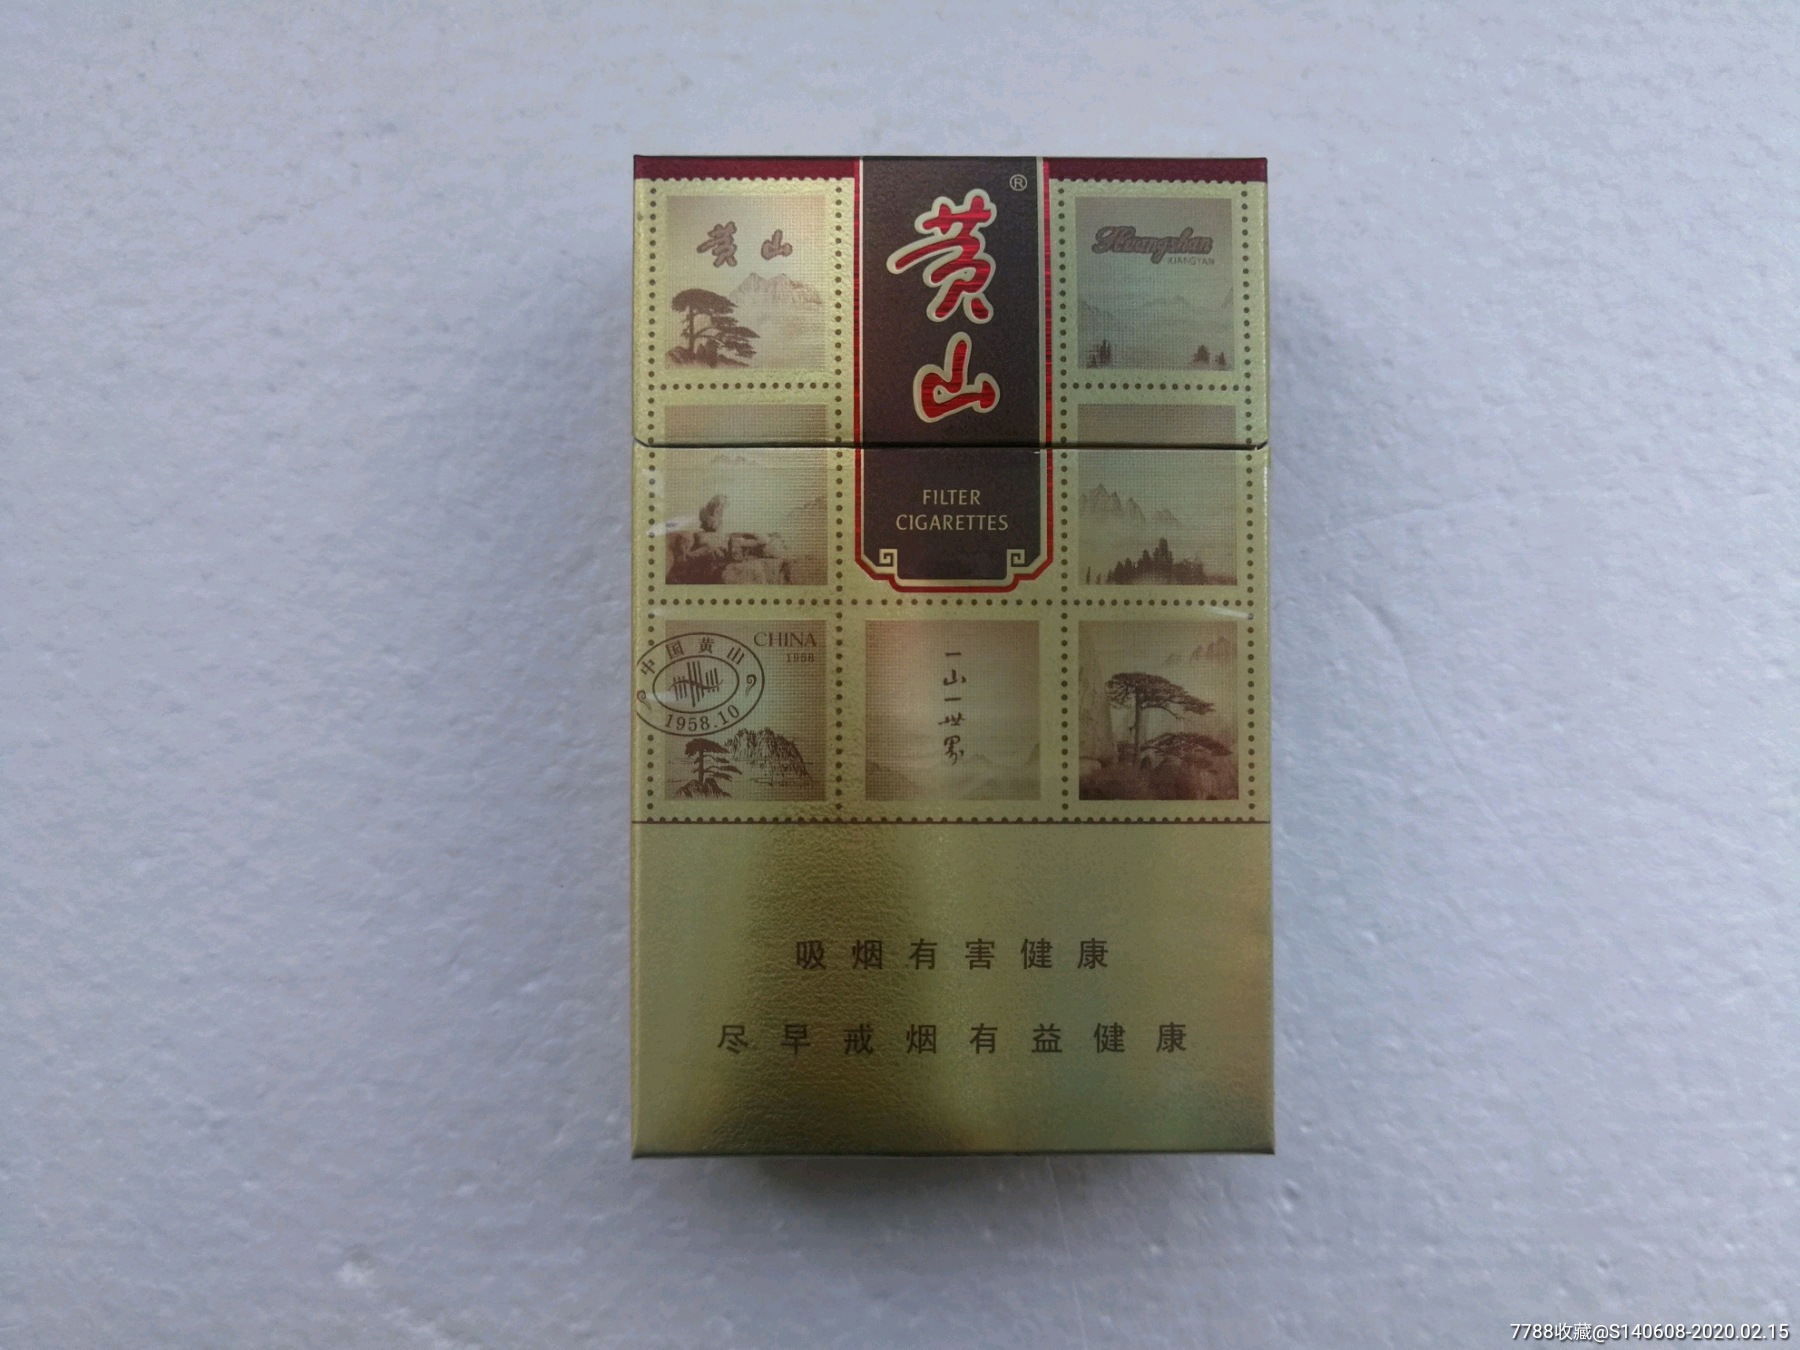 黄山®
黄山
Huangshan
XIANGYAN
FILTER
CIGARETTES
中国黄山
1958.10
CHINA
1958
一山一世界
吸烟有害健康
尽早戒烟有益健康
7788收藏@S140608-2020.02.15